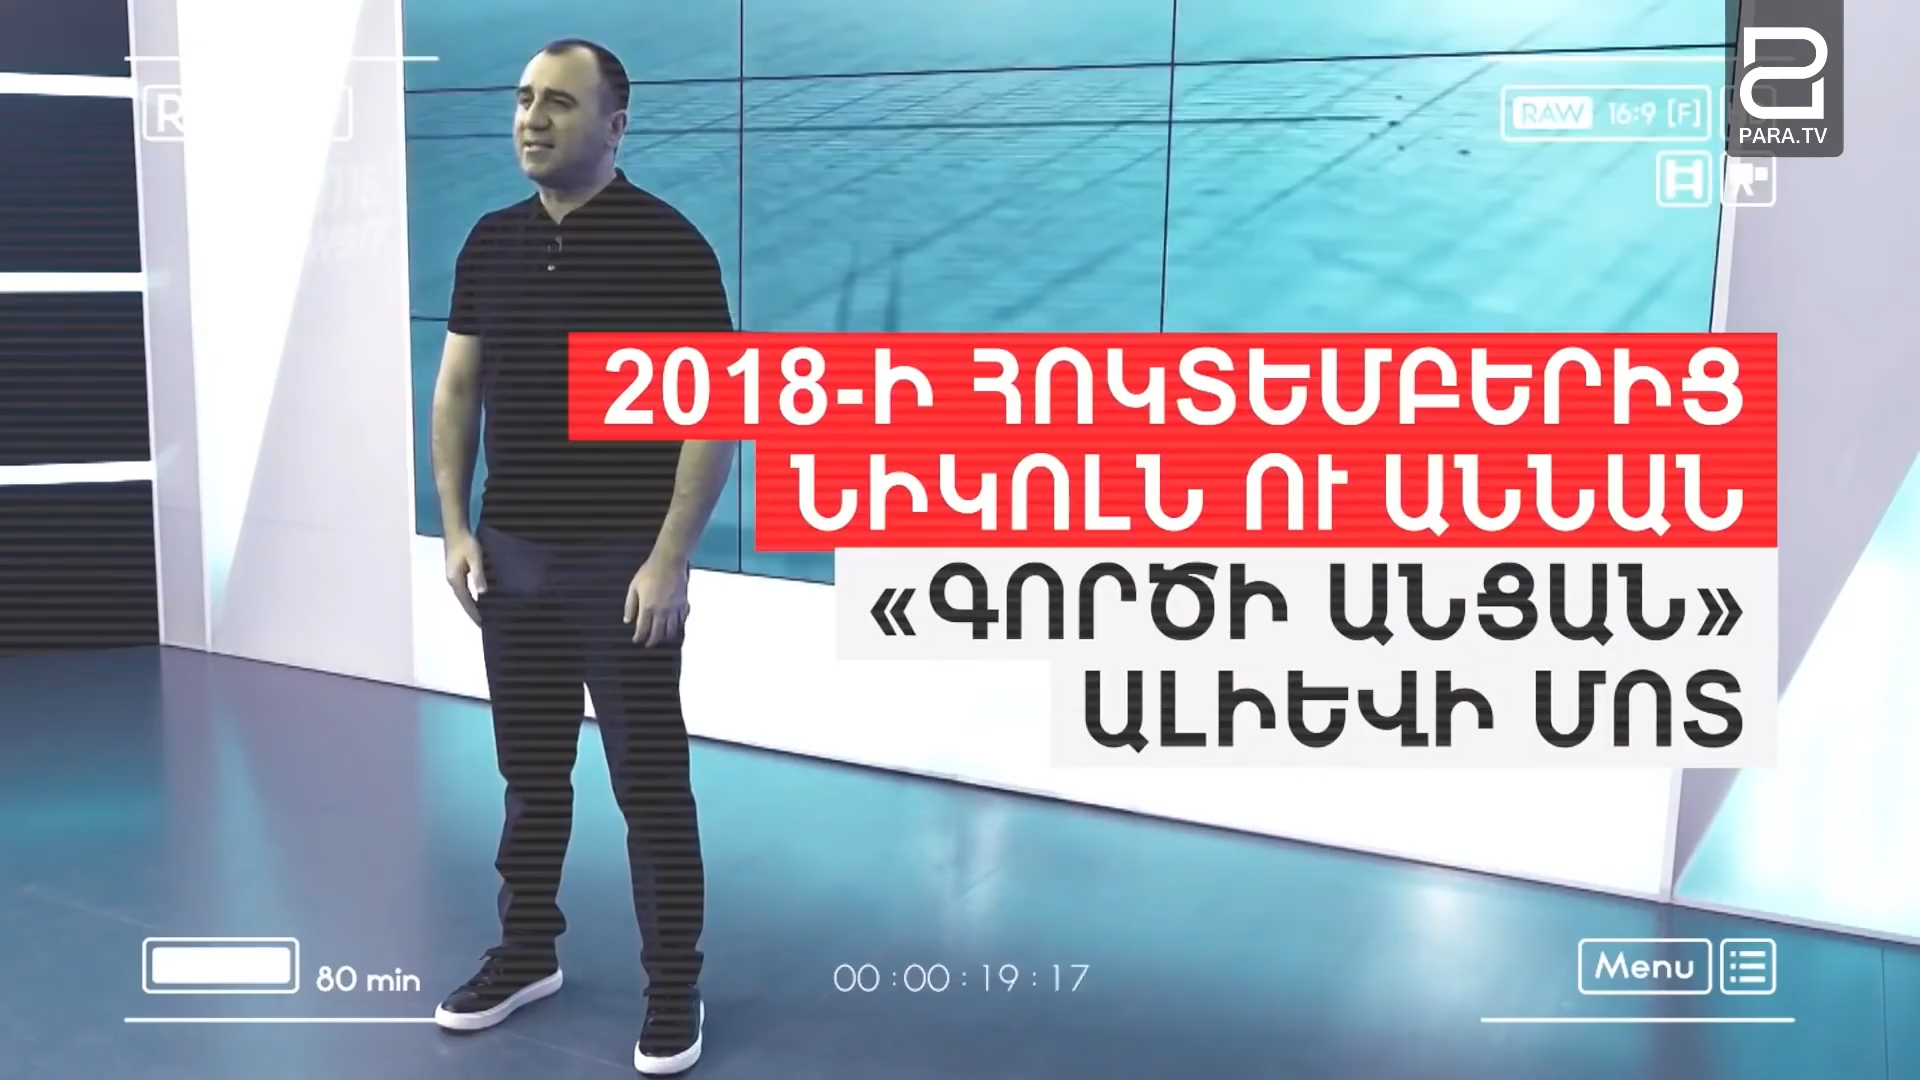 PARA.TV
RAW 16:9 [F]
2018-Ի ՀՈԿՏԵՄԲԵՐԻՑ
ՆԻԿՈԼՆ ՈՒ ԱՆՆԱՆ
«ԳՈՐԾԻ ԱՆՑԱՆ»
ԱԼԻԵՎԻ ՄՈՏ
80 min
00:00:19:17
Menu